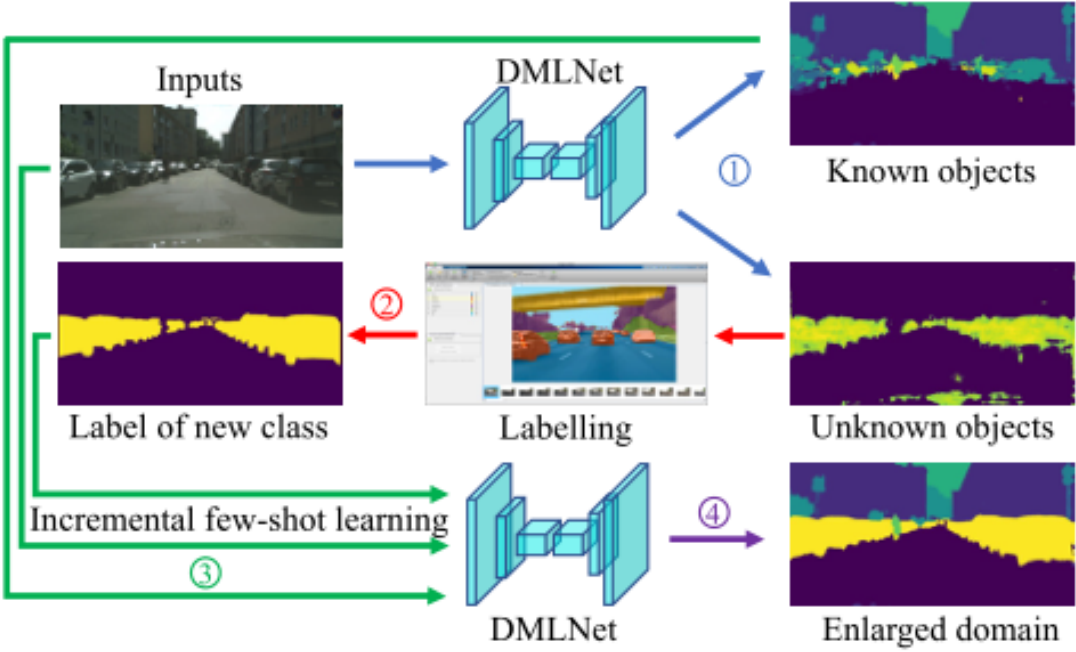 DMLNet
Inputs
①
Known objects
②
Label of new class
Labelling
Unknown objects
Incremental few-shot learning
③
④
DMLNet
Enlarged domain